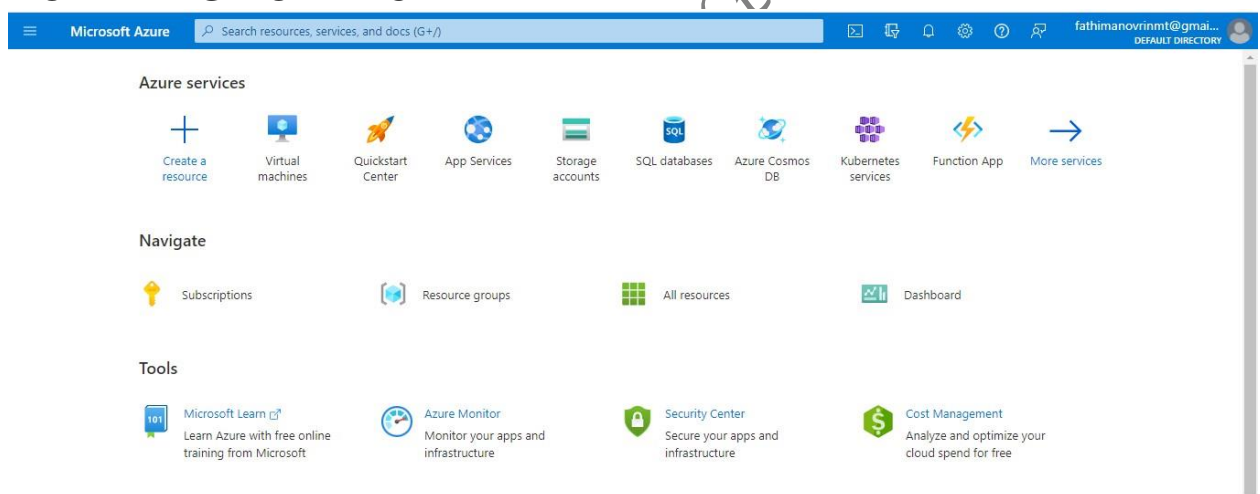 Microsoft Azure
Search resources, services, and docs (G+/)
fathimanovrinmt@gmai...
DEFAULT DIRECTORY
Azure services
Create a resource
Virtual machines
Quickstart Center
App Services
Storage accounts
SQL
SQL databases
Azure Cosmos DB
Kubernetes services
Function App
More services
Navigate
Subscriptions
Resource groups
All resources
Dashboard
Tools
101
Microsoft Learn
Learn Azure with free online
training from Microsoft
Azure Monitor
Monitor your apps and
infrastructure
Security Center
Secure your apps and
infrastructure
Cost Management
Analyze and optimize your
cloud spend for free